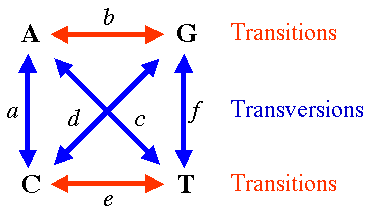 b
A G Transitions
a d c f Transversions
C T Transitions
e